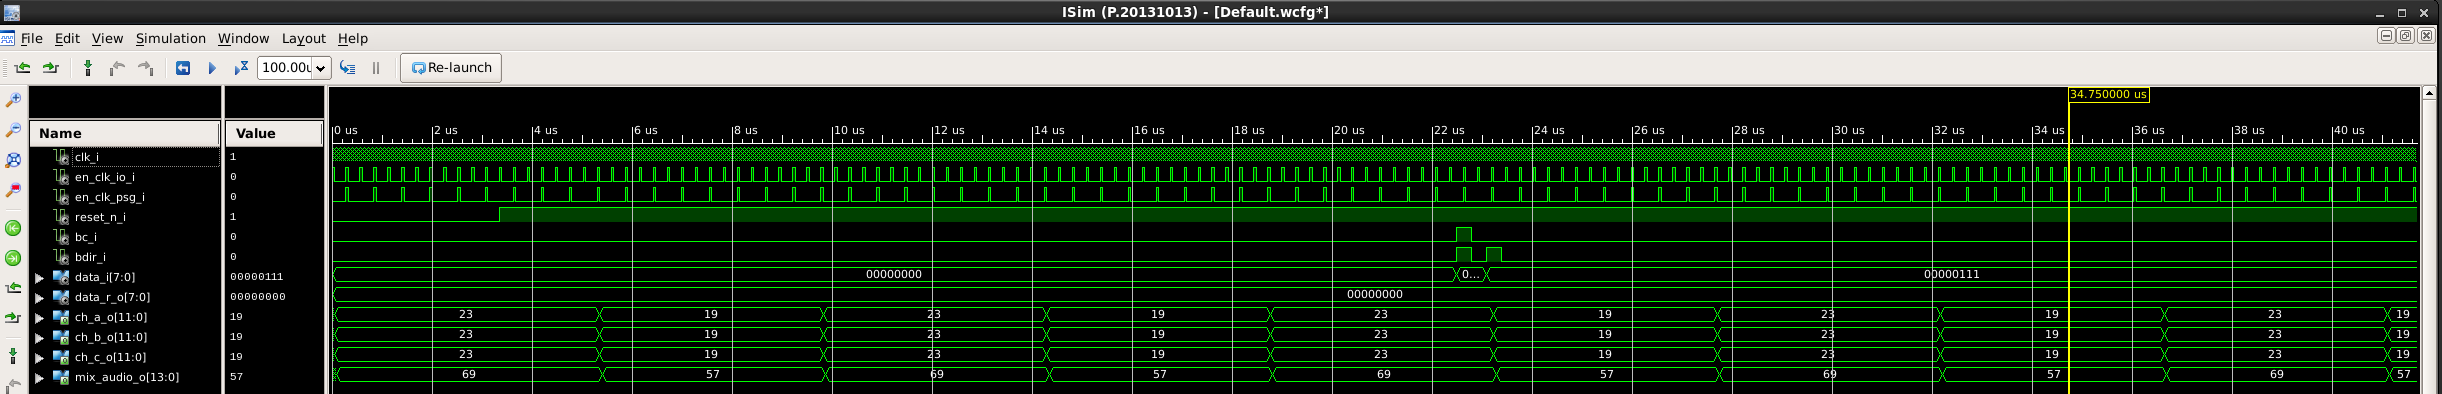 ISim (P.20131013) - [Default.wcfg*]
File Edit View Simulation Window Layout Help
100.00u Re-launch
34.750000 us
Name Value
0 us 2 us 4 us 6 us 8 us 10 us 12 us 14 us 16 us 18 us 20 us 22 us 24 us 26 us 28 us 30 us 32 us 34 us 36 us 38 us 40 us
clk_i 1
en_clk_io_i 0
en_clk_psg_i 0
reset_n_i 1
bc_i 0
bdir_i 0
data_i[7:0] 00000111 00000000 0... 00000111
data_r_o[7:0] 00000000 00000000
ch_a_o[11:0] 19 23 19 23 19 23 19 23 19 23 19
ch_b_o[11:0] 19 23 19 23 19 23 19 23 19 23 19
ch_c_o[11:0] 19 23 19 23 19 23 19 23 19 23 19
mix_audio_o[13:0] 57 69 57 69 57 69 57 69 57 69 57